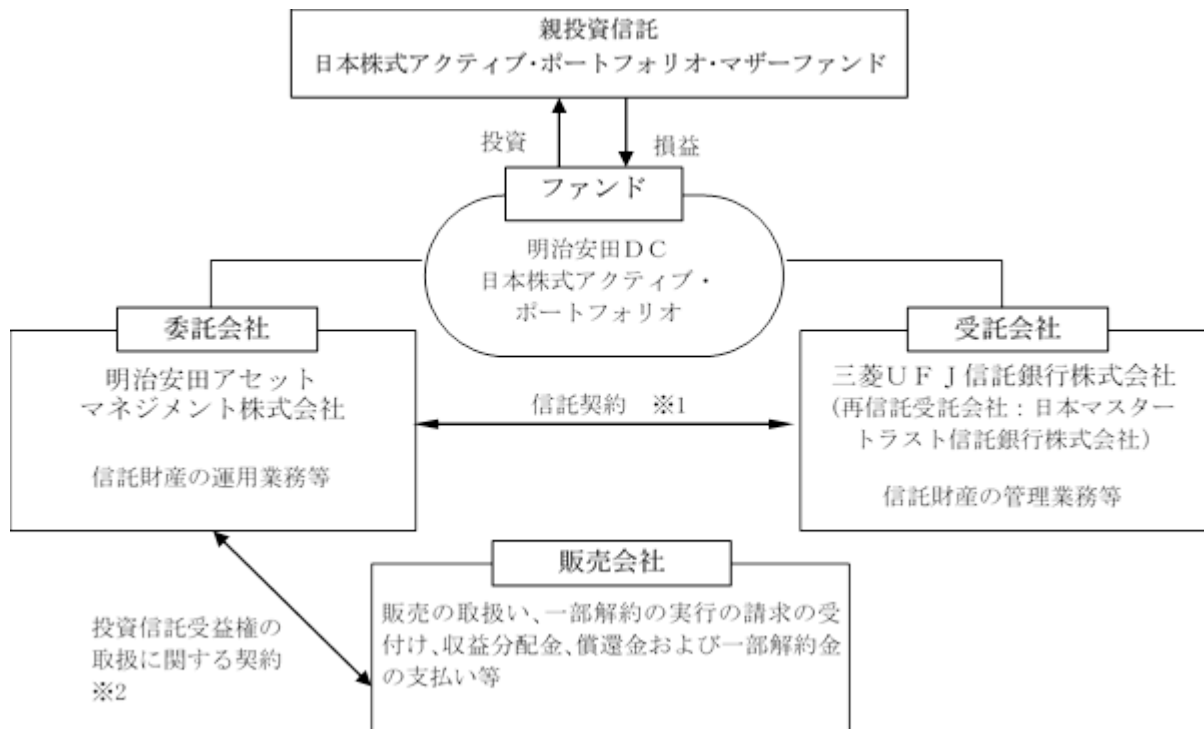 親投資信託
日本株式アクティブ・ポートフォリオ・マザーファンド
投資
損益
ファンド
明治安田ＤＣ
日本株式アクティブ・
ポートフォリオ
委託会社
明治安田アセット
マネジメント株式会社
信託財産の運用業務等
信託契約　※1
受託会社
三菱ＵＦＪ信託銀行株式会社
(再信託受託会社：日本マスター
トラスト信託銀行株式会社)
信託財産の管理業務等
販売会社
販売の取扱い、一部解約の実行の請求の受
付け、収益分配金、償還金および一部解約金
の支払い等
投資信託受益権の
取扱に関する契約
※2